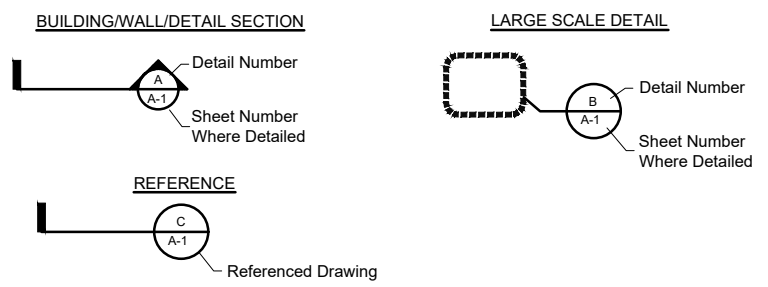 BUILDING/WALL/DETAIL SECTION
Detail Number
A
A-1
Sheet Number
Where Detailed
LARGE SCALE DETAIL
Detail Number
B
A-1
Sheet Number
Where Detailed
REFERENCE
C
A-1
Referenced Drawing